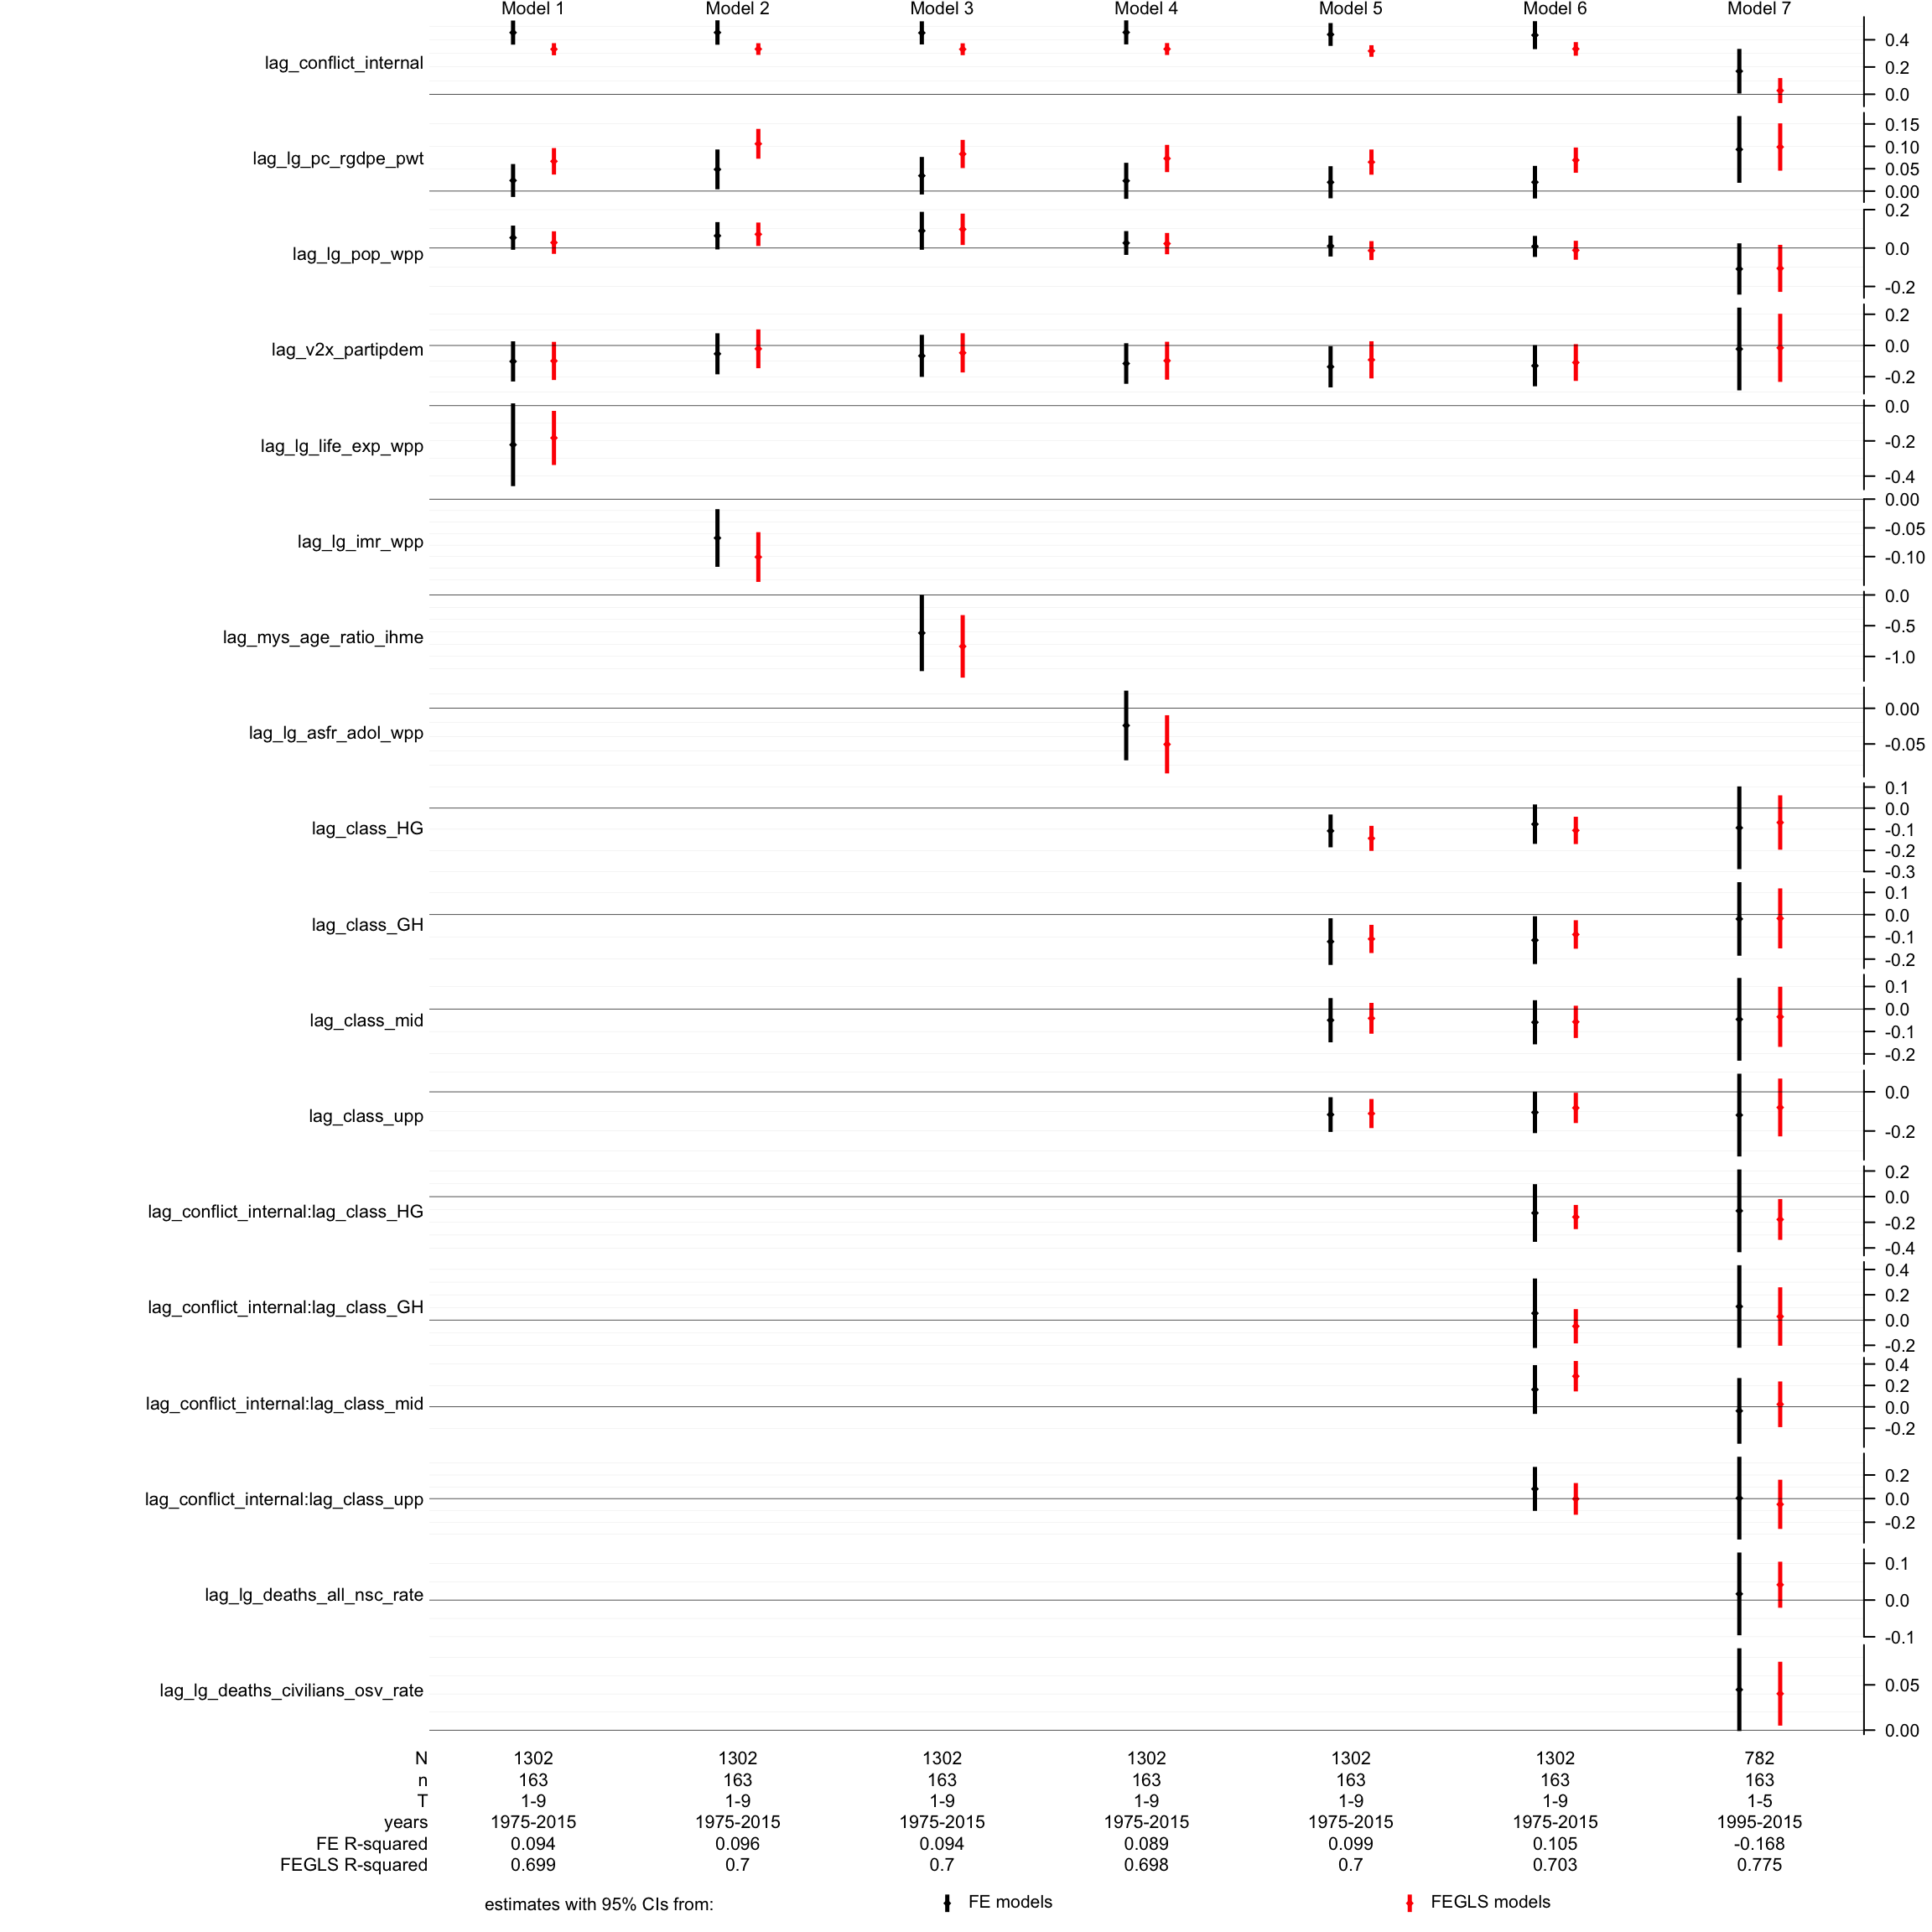 Model 1 Model 2 Model 3 Model 4 Model 5 Model 6 Model 7
lag_conflict_internal 0.4 0.2 0.0
lag_lg_pc_rgdpe_pwt 0.15 0.10 0.05 0.00
lag_lg_pop_wpp 0.2 0.0 -0.2
lag_v2x_partipdem 0.2 0.0 -0.2
lag_lg_life_exp_wpp 0.0 -0.2 -0.4
lag_lg_imr_wpp 0.00 -0.05 -0.10
lag_mys_age_ratio_ihme 0.0 -0.5 -1.0
lag_lg_asfr_adol_wpp 0.00 -0.05
lag_class_HG 0.1 0.0 -0.1 -0.2 -0.3
lag_class_GH 0.1 0.0 -0.1 -0.2
lag_class_mid 0.1 0.0 -0.1 -0.2
lag_class_upp 0.0 -0.2
lag_conflict_internal:lag_class_HG 0.2 0.0 -0.2 -0.4
lag_conflict_internal:lag_class_GH 0.4 0.2 0.0 -0.2
lag_conflict_internal:lag_class_mid 0.4 0.2 0.0 -0.2
lag_conflict_internal:lag_class_upp 0.2 0.0 -0.2
lag_lg_deaths_all_nsc_rate 0.1 0.0 -0.1
lag_lg_deaths_civilians_osv_rate 0.05 0.00
N 1302 1302 1302 1302 1302 1302 782
n 163 163 163 163 163 163 163
T 1-9 1-9 1-9 1-9 1-9 1-9 1-5
years 1975-2015 1975-2015 1975-2015 1975-2015 1975-2015 1975-2015 1995-2015
FE R-squared 0.094 0.096 0.094 0.089 0.099 0.105 -0.168
FEGLS R-squared 0.699 0.7 0.7 0.698 0.7 0.703 0.775
estimates with 95% CIs from: FE models FEGLS models